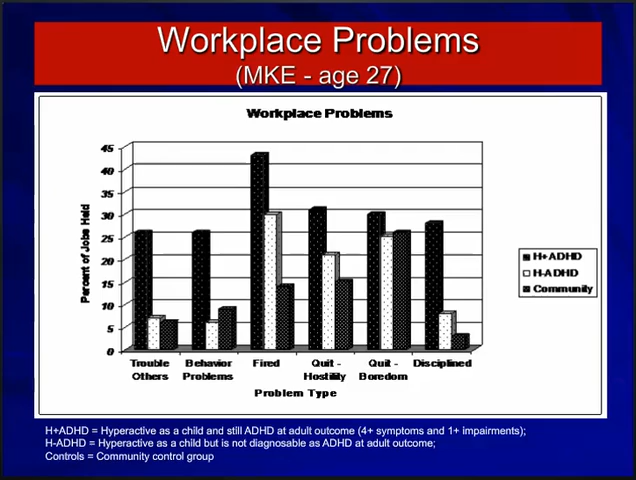 Workplace Problems
(MKE - age 27)
Workplace Problems
Percent of Jobs Held
45
40
35
30
25
20
15
10
5
0
Trouble Others
Behavior Problems
Fired
Quit - Hostility
Quit - Boredom
Disciplined
Problem Type
H+ADHD
H-ADHD
Community
H+ADHD = Hyperactive as a child and still ADHD at adult outcome (4+ symptoms and 1+ impairments);
H-ADHD = Hyperactive as a child but is not diagnosable as ADHD at adult outcome;
Controls = Community control group